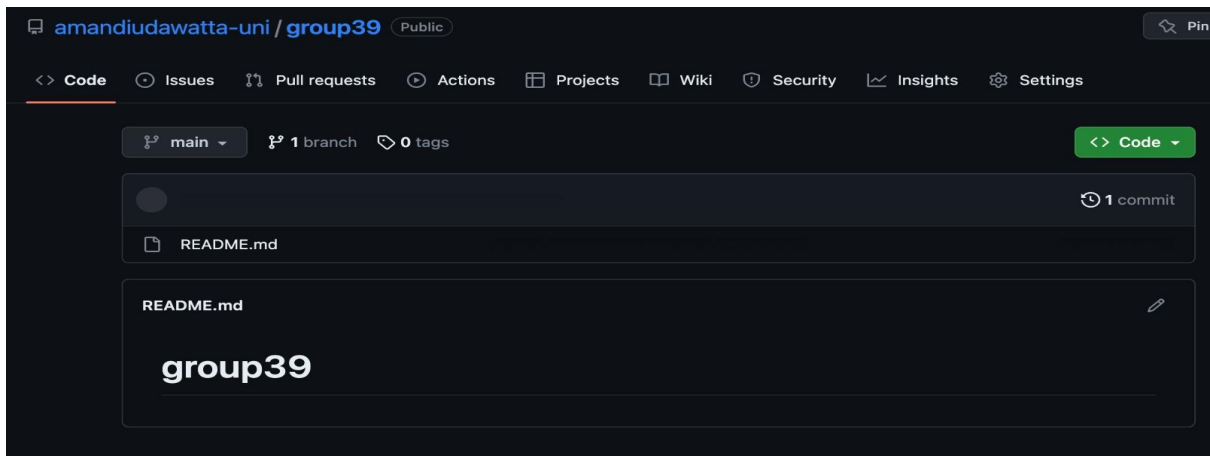 amandiudawatta-uni / group39 Public Pin
<> Code Issues Pull requests Actions Projects Wiki Security Insights Settings
main 1 branch 0 tags <> Code
1 commit
README.md
README.md
group39